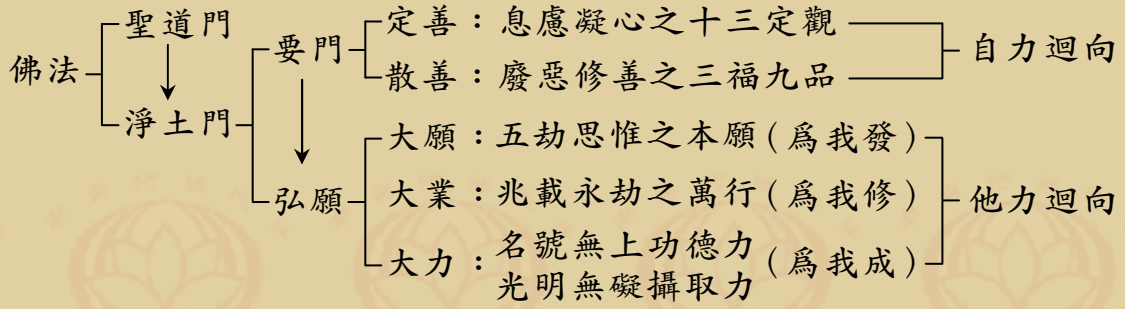 佛法
聖道門
淨土門
要門
定善：息慮凝心之十三定觀
散善：廢惡修善之三福九品
自力迴向
弘願
大願：五劫思惟之本願(爲我發)
大業：兆載永劫之萬行(爲我修)
大力：名號無上功德力
光明無礙攝取力
(爲我成)
他力迴向